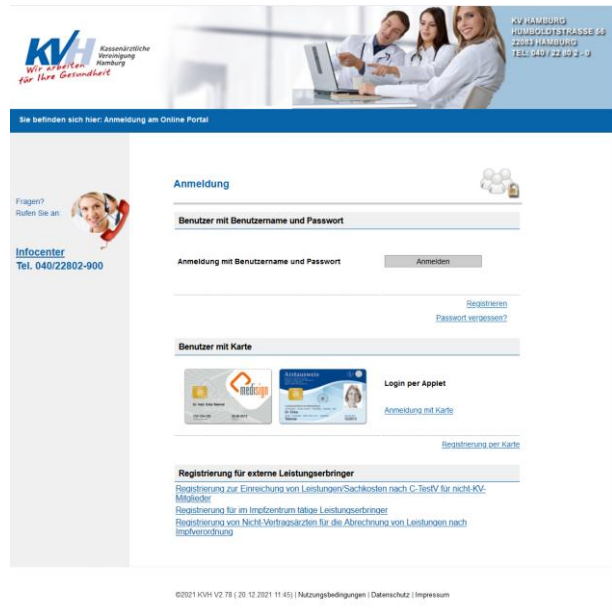 KVH
Kassenärztliche
Vereinigung
Hamburg
Wir arbeiten
für Ihre Gesundheit
KV HAMBURG
HUMBOLDTSTRASSE 56
22083 HAMBURG
TEL: 040 / 22 80 2 - 0
Sie befinden sich hier: Anmeldung am Online Portal
Fragen?
Rufen Sie an:
Infocenter
Tel. 040/22802-900
Anmeldung
Benutzer mit Benutzername und Passwort
Anmeldung mit Benutzername und Passwort
Anmelden
Registrieren
Passwort vergessen?
Benutzer mit Karte
medisign
Arztausweis
Login per Applet
Anmeldung mit Karte
Registrierung per Karte
Registrierung für externe Leistungserbringer
Registrierung zur Einreichung von Leistungen/Sachkosten nach C-TestV für nicht-KV-
Mitglieder
Registrierung für im Impfzentrum tätige Leistungserbringer
Registrierung von Nicht-Vertragsärzten für die Abrechnung von Leistungen nach
Impfverordnung
©2021 KVH V2.78 ( 20.12.2021 11:45) | Nutzungsbedingungen | Datenschutz | Impressum